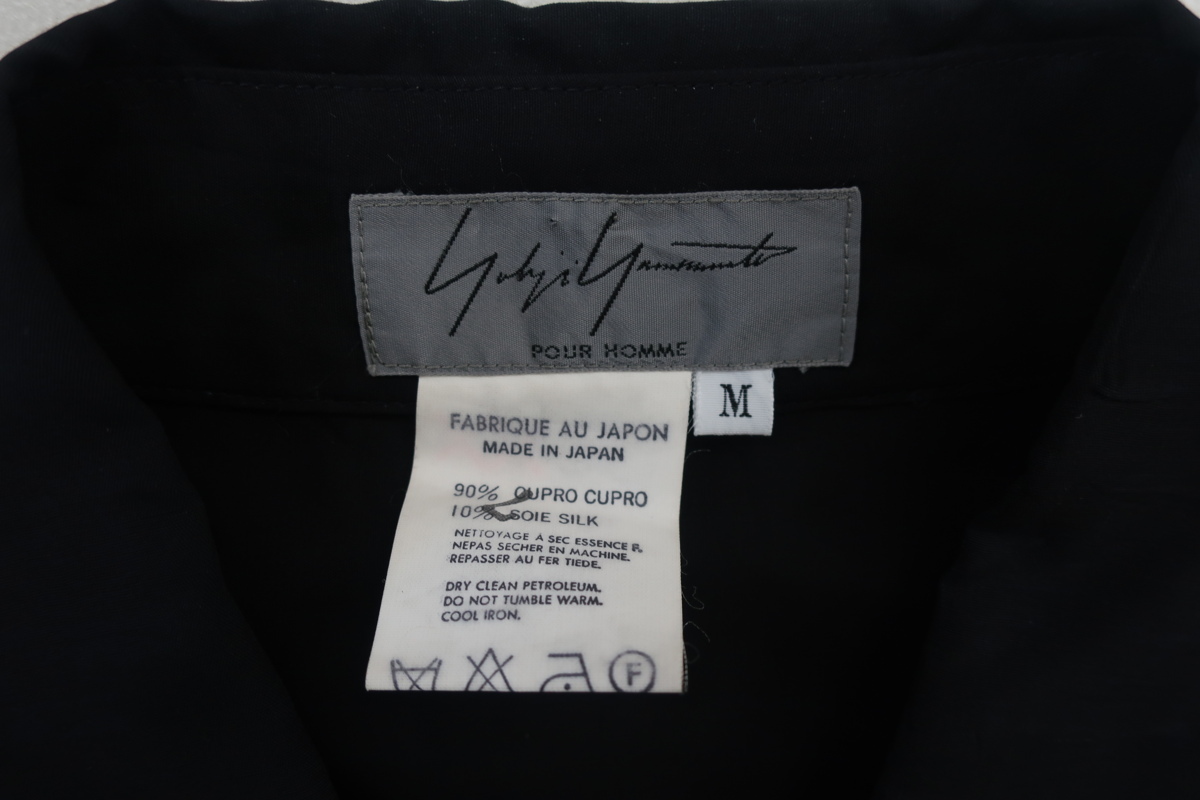 Yohji Yamamoto
POUR HOMME
M
FABRIQUE AU JAPON
MADE IN JAPAN
90% CUPRO CUPRO
10% SOIE SILK
NETTOYAGE A SEC ESSENCE F.
NEPAS SECHER EN MACHINE.
REPASSER AU FER TIEDE.
DRY CLEAN PETROLEUM.
DO NOT TUMBLE WARM.
COOL IRON.
F